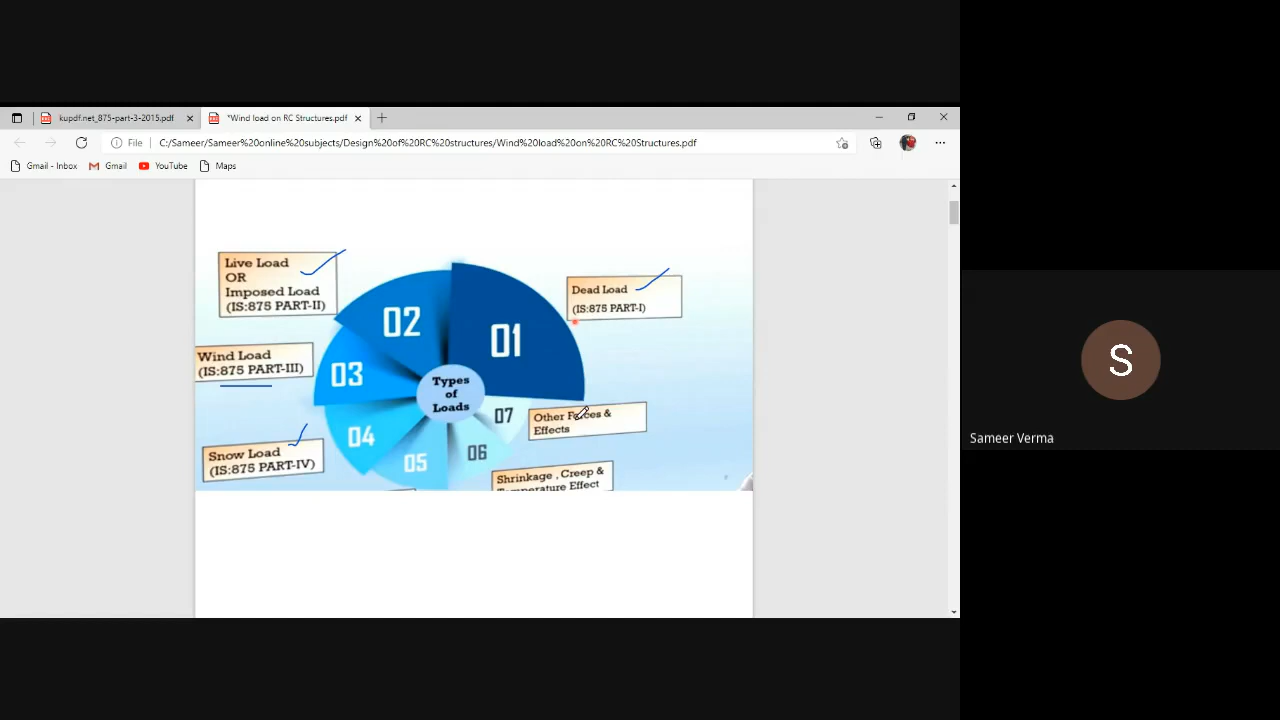 kupdf.net_875-part-3-2015.pdf
*Wind load on RC Structures.pdf
File
C:/Sameer/Sameer%20online%20subjects/Design%20of%20RC%20structures/Wind%20load%20on%20RC%20Structures.pdf
Gmail - Inbox
Gmail
YouTube
Maps
Live Load
OR
Imposed Load
(IS:875 PART-II)
Dead Load
(IS:875 PART-I)
02
01
Wind Load
(IS:875 PART-III)
03
Types
of
Loads
07
Other Forces &
Effects
04
Snow Load
(IS:875 PART-IV)
05
06
Shrinkage , Creep &
Temperature Effect
S
Sameer Verma